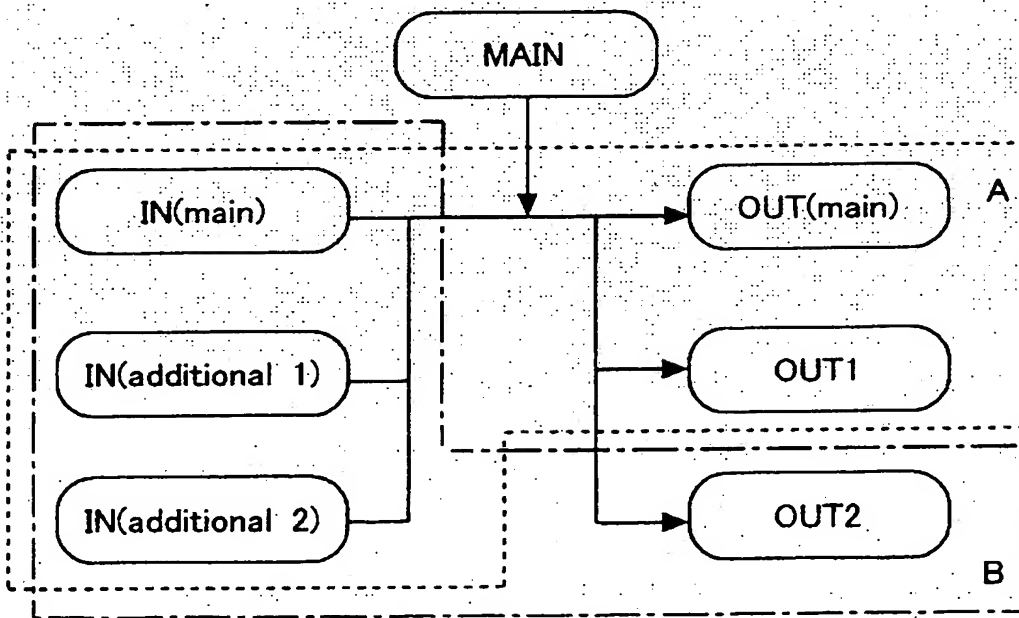 MAIN
IN(main)
OUT(main)
A
IN(additional 1)
OUT1
IN(additional 2)
OUT2
B